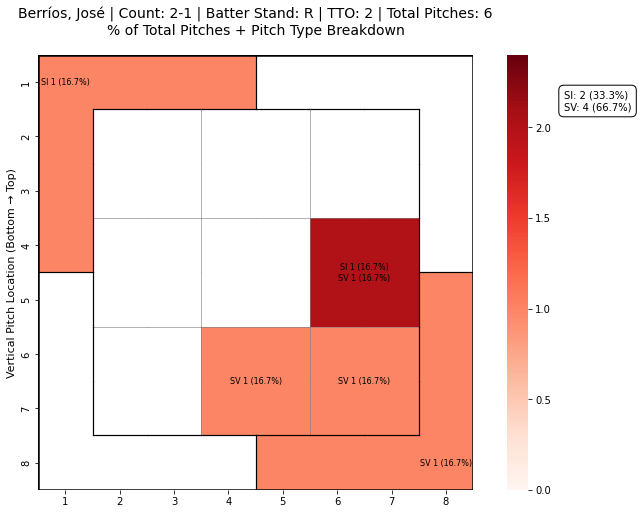 Berríos, José | Count: 2-1 | Batter Stand: R | TTO: 2 | Total Pitches: 6
% of Total Pitches + Pitch Type Breakdown
SI: 2 (33.3%)
SV: 4 (66.7%)
Vertical Pitch Location (Bottom → Top)
1
2
3
4
5
6
7
8
SI 1 (16.7%)
SI 1 (16.7%)
SV 1 (16.7%)
SV 1 (16.7%)
SV 1 (16.7%)
SV 1 (16.7%)
1
2
3
4
5
6
7
8
2.0
1.5
1.0
0.5
0.0